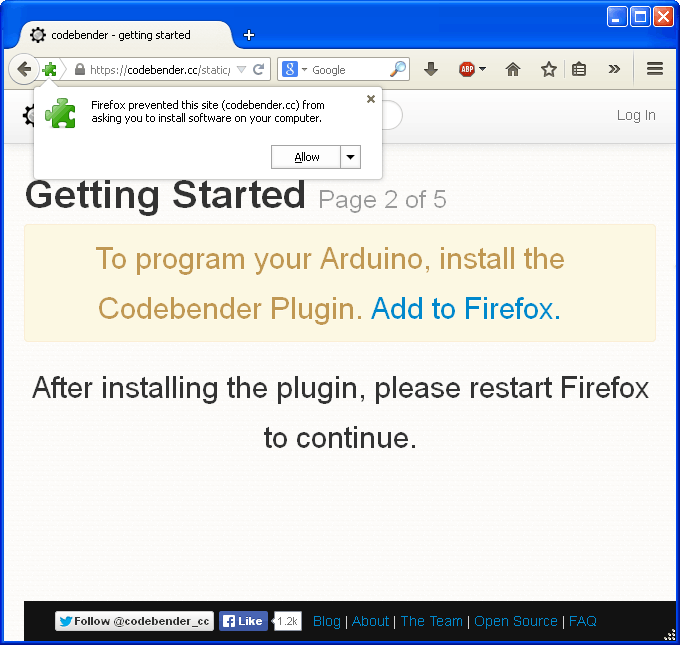 codebender - getting started
https://codebender.cc/static/
Google
ABP
Firefox prevented this site (codebender.cc) from
asking you to install software on your computer.
Allow
Log In
Getting Started Page 2 of 5
To program your Arduino, install the
Codebender Plugin. Add to Firefox.
After installing the plugin, please restart Firefox
to continue.
Follow @codebender_cc Like 1.2k Blog | About | The Team | Open Source | FAQ